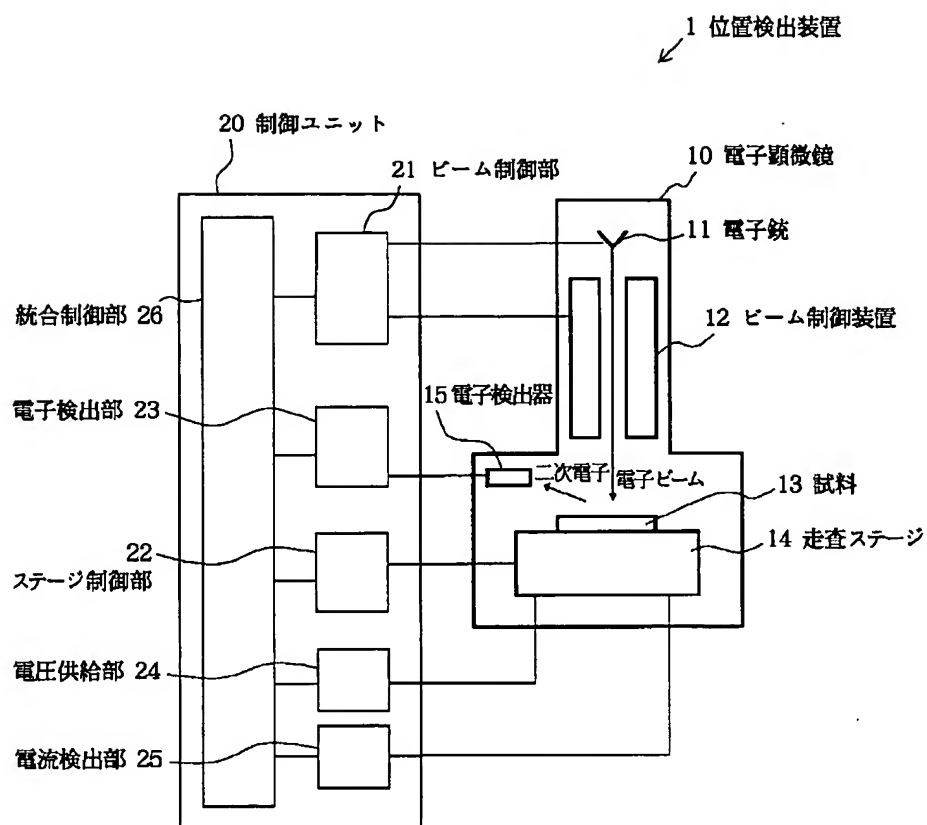 1 位置検出装置
20 制御ユニット
21 ビーム制御部
10 電子顕微鏡
11 電子銃
統合制御部 26
12 ビーム制御装置
電子検出部 23
15 電子検出器
二次電子
電子ビーム
13 試料
22
ステージ制御部
14 走査ステージ
電圧供給部 24
電流検出部 25